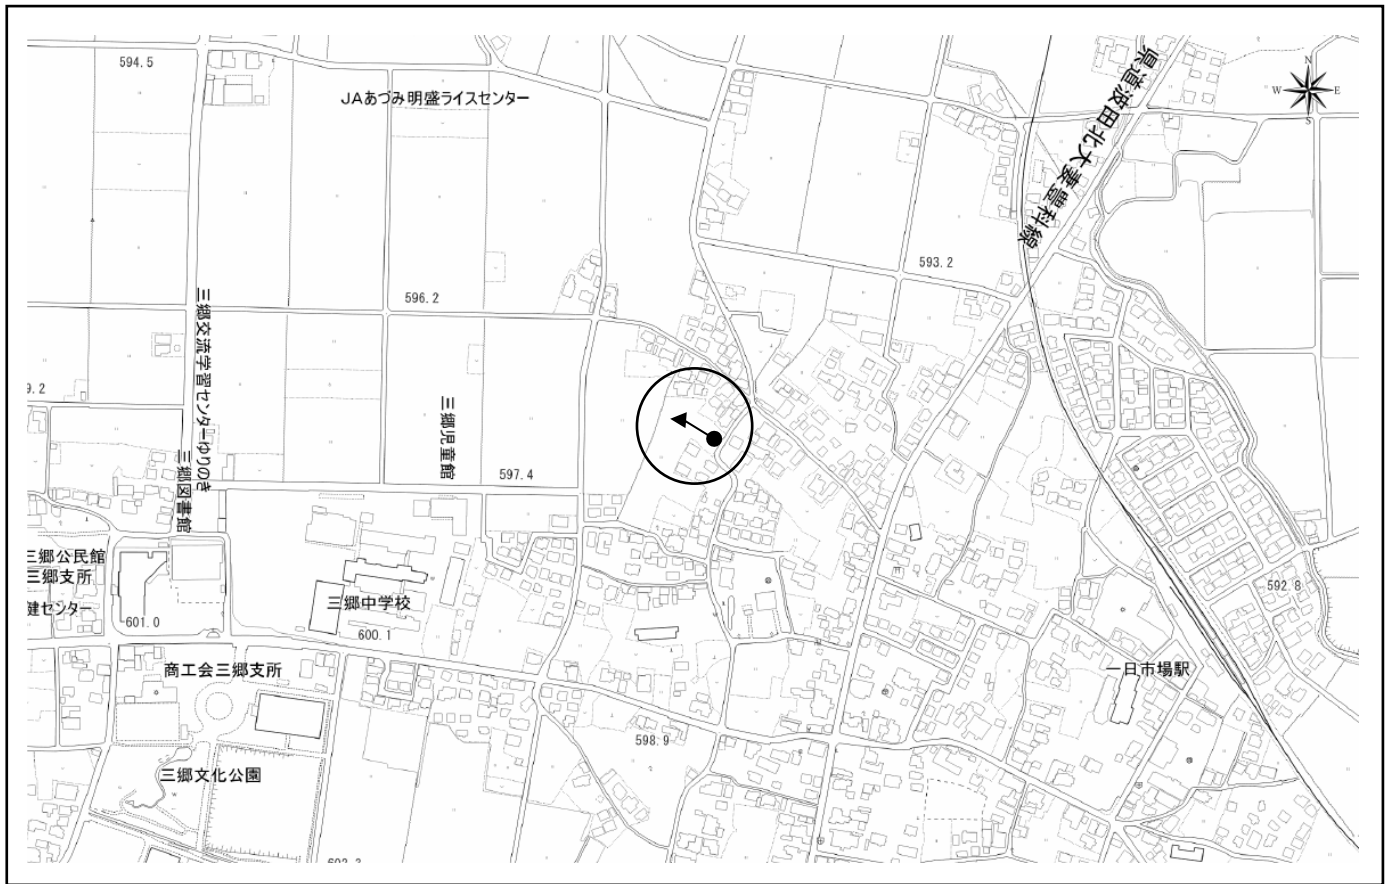 594.5
JAあづみ明盛ライスセンター
県道波田北大妻豊科線
N
W
E
S
593.2
596.2
三郷交流学習センターゆりのき
9.2
三郷児童館
三郷図書館
597.4
三郷公民館
三郷支所
健センター
601.0
三郷中学校
600.1
592.8
商工会三郷支所
一日市場駅
598.9
三郷文化公園